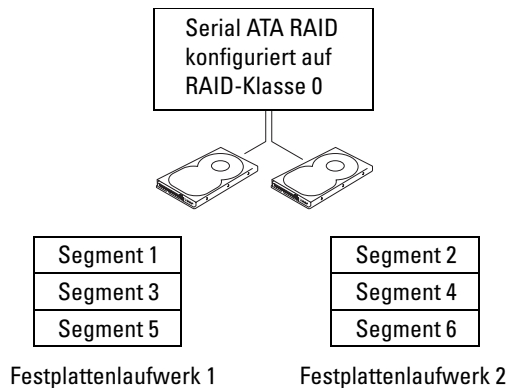 Serial ATA RAID
konfiguriert auf
RAID-Klasse 0
Segment 1
Segment 2
Segment 3
Segment 4
Segment 5
Segment 6
Festplattenlaufwerk 1
Festplattenlaufwerk 2